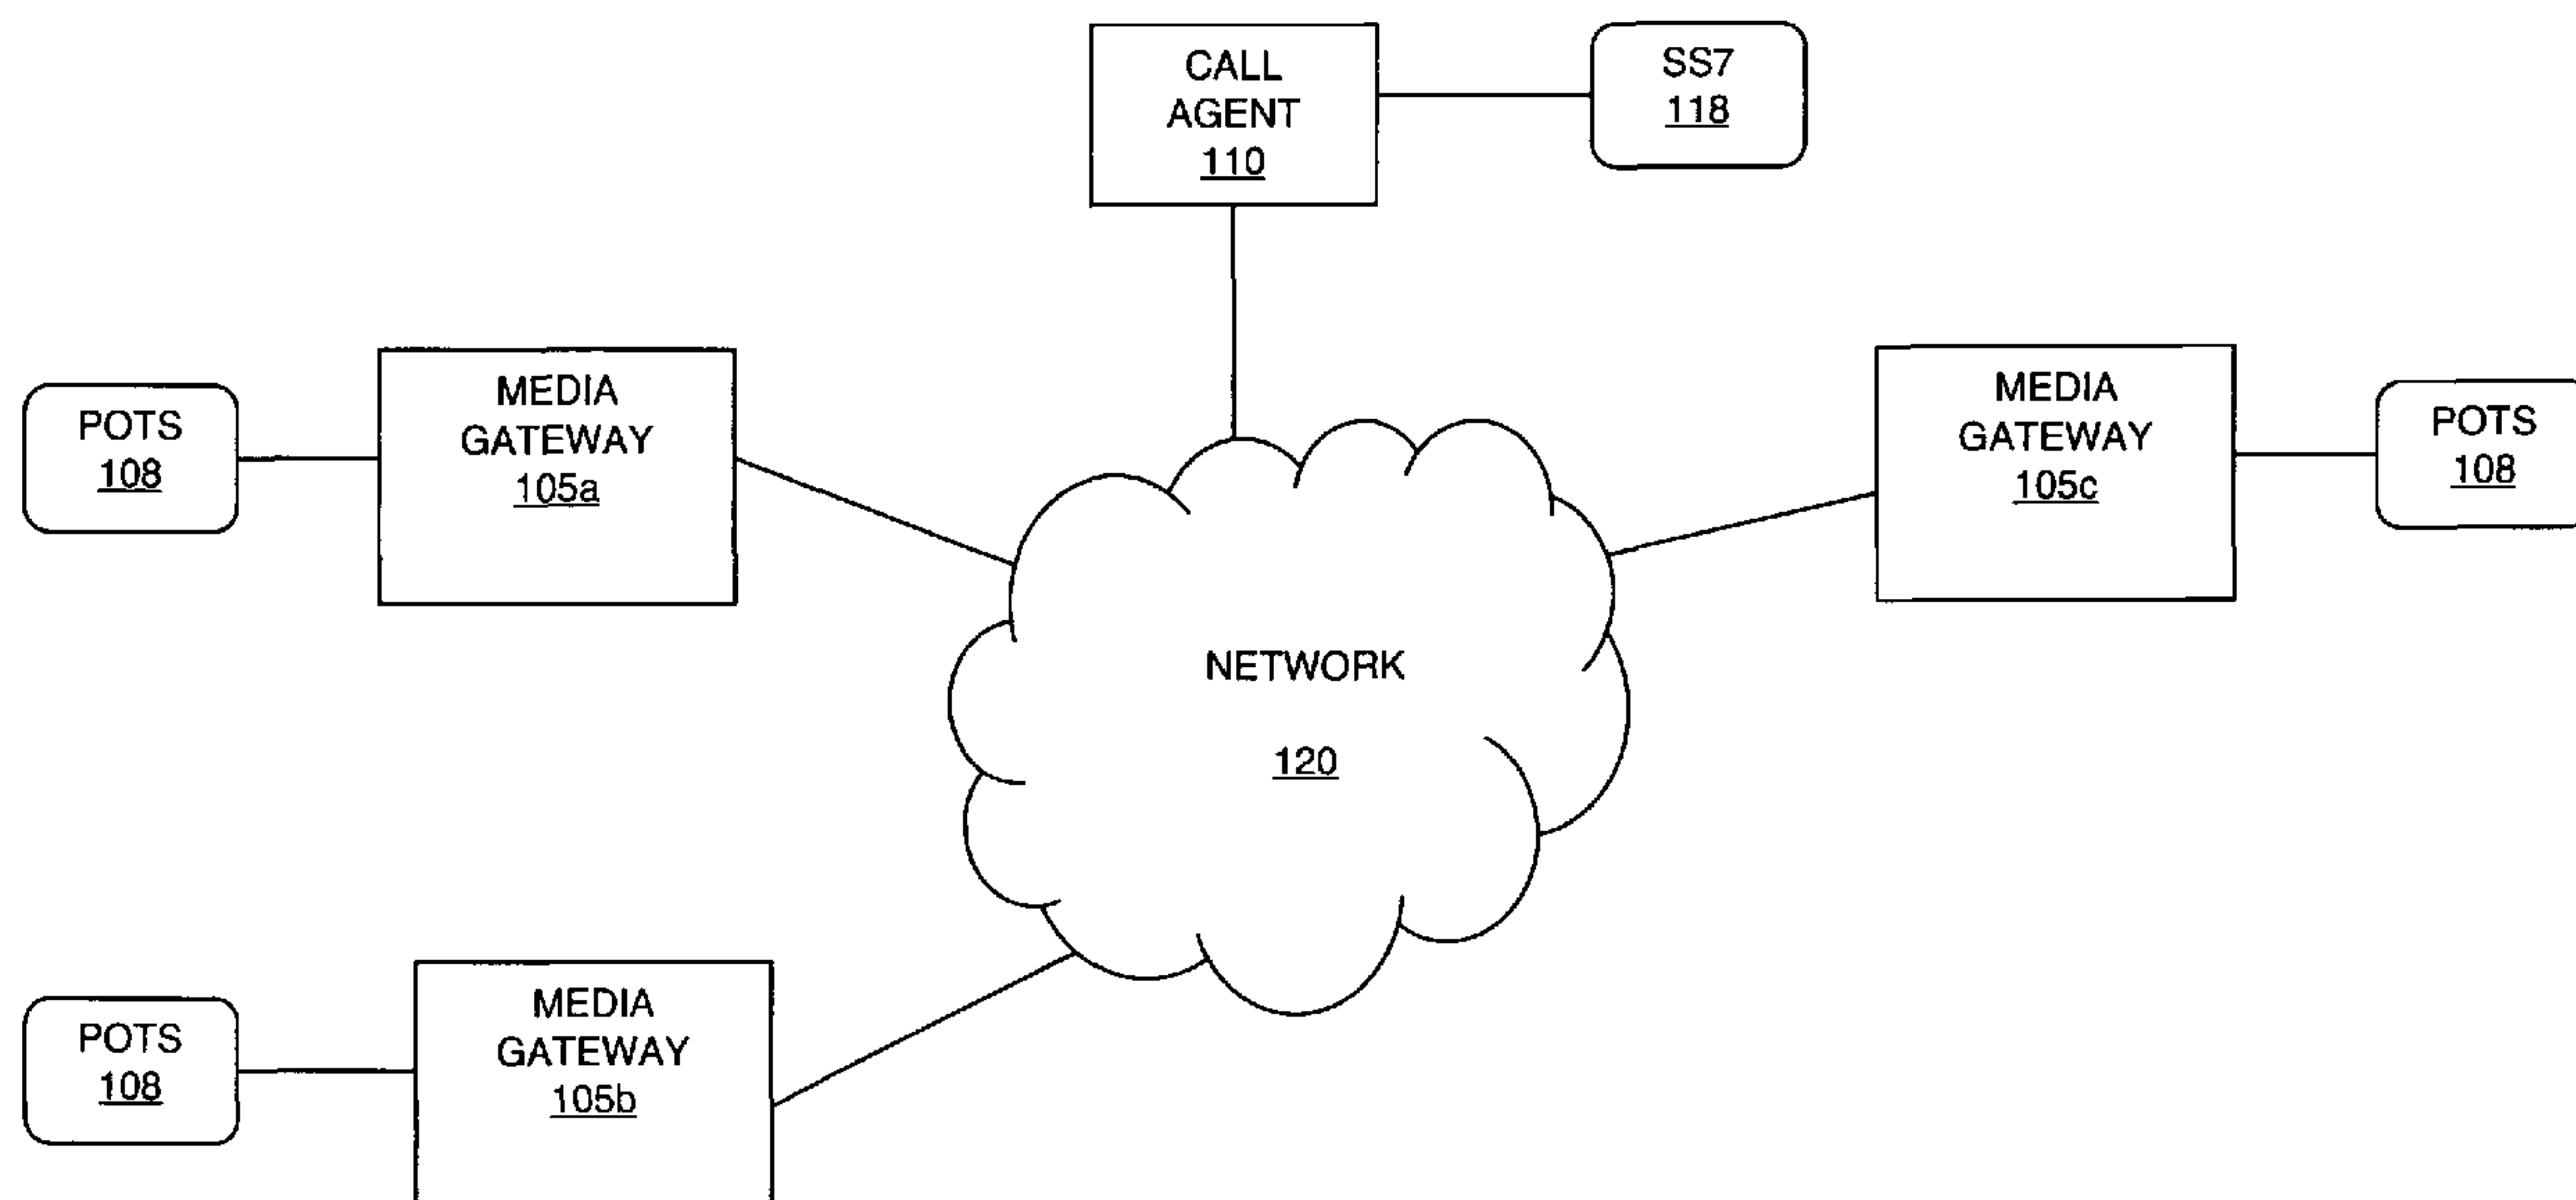 CALL
AGENT
110
SS7
118
POTS
108
MEDIA
GATEWAY
105a
MEDIA
GATEWAY
105c
POTS
108
NETWORK
120
POTS
108
MEDIA
GATEWAY
105b